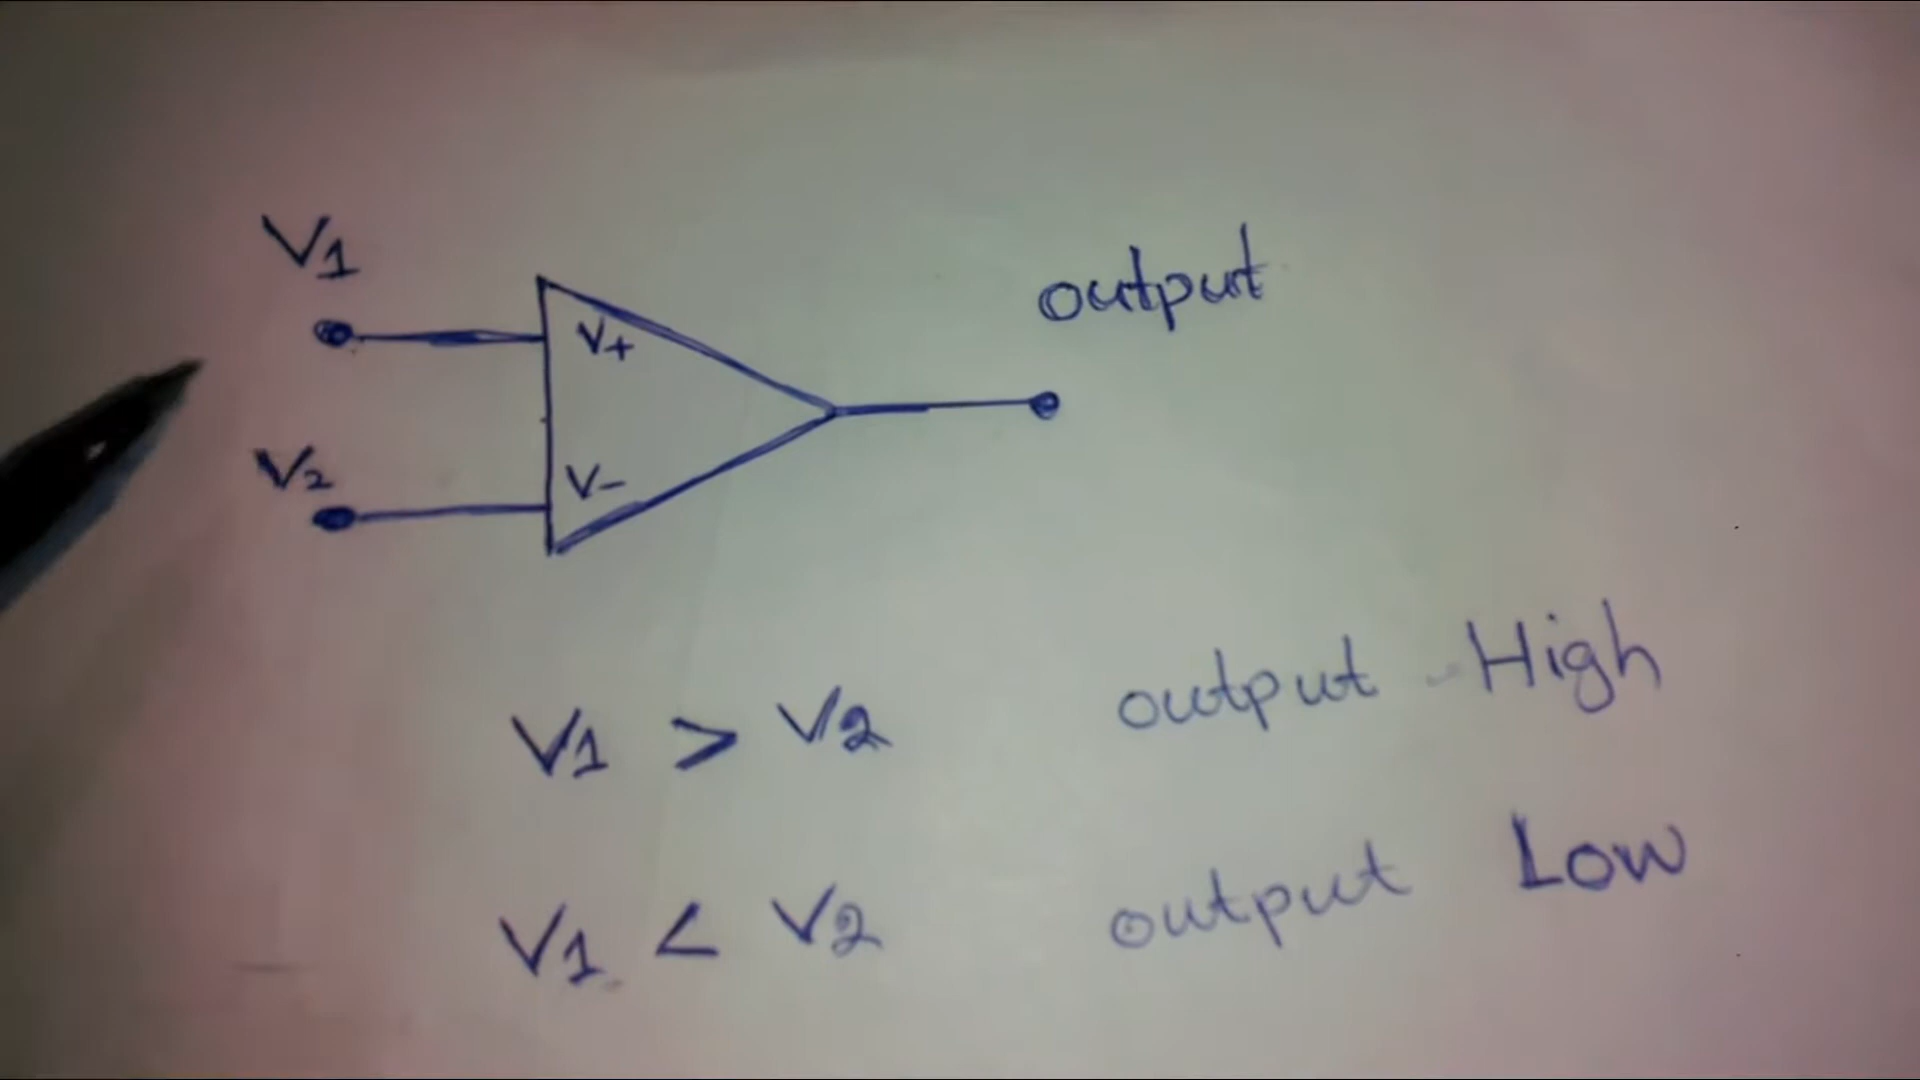 V1
output
V+
V2
V-
V1 > V2 output High
V1 < V2 output Low